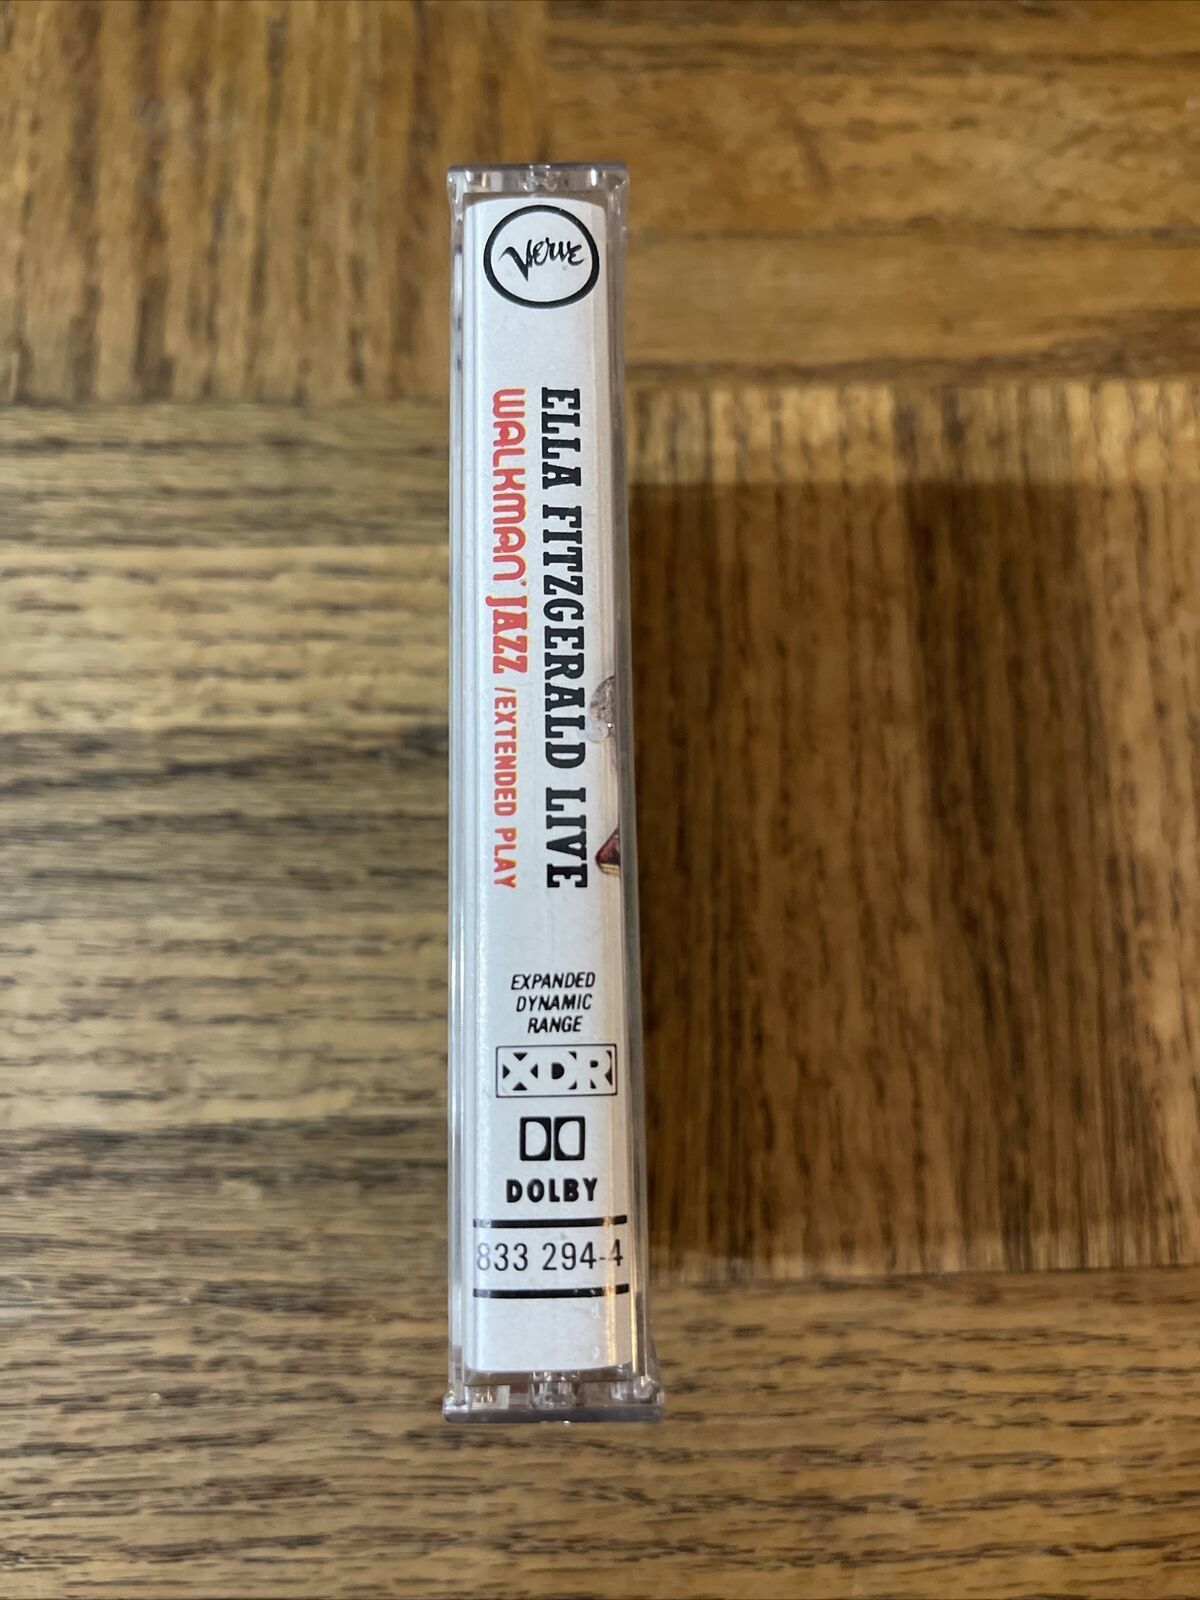 Verve
ELLA FITZGERALD LIVE
WALKMAN' JAZZ /EXTENDED PLAY
EXPANDED
DYNAMIC
RANGE
XDR
DOLBY
833 294-4